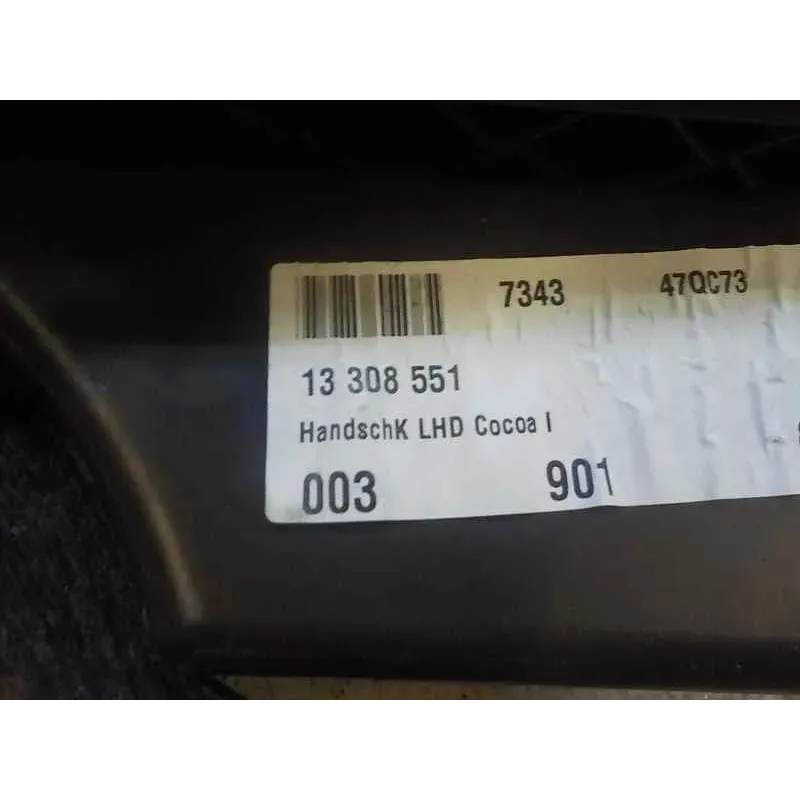 7343 47QC73
13 308 551
HandschK LHD Cocoa I
003 901